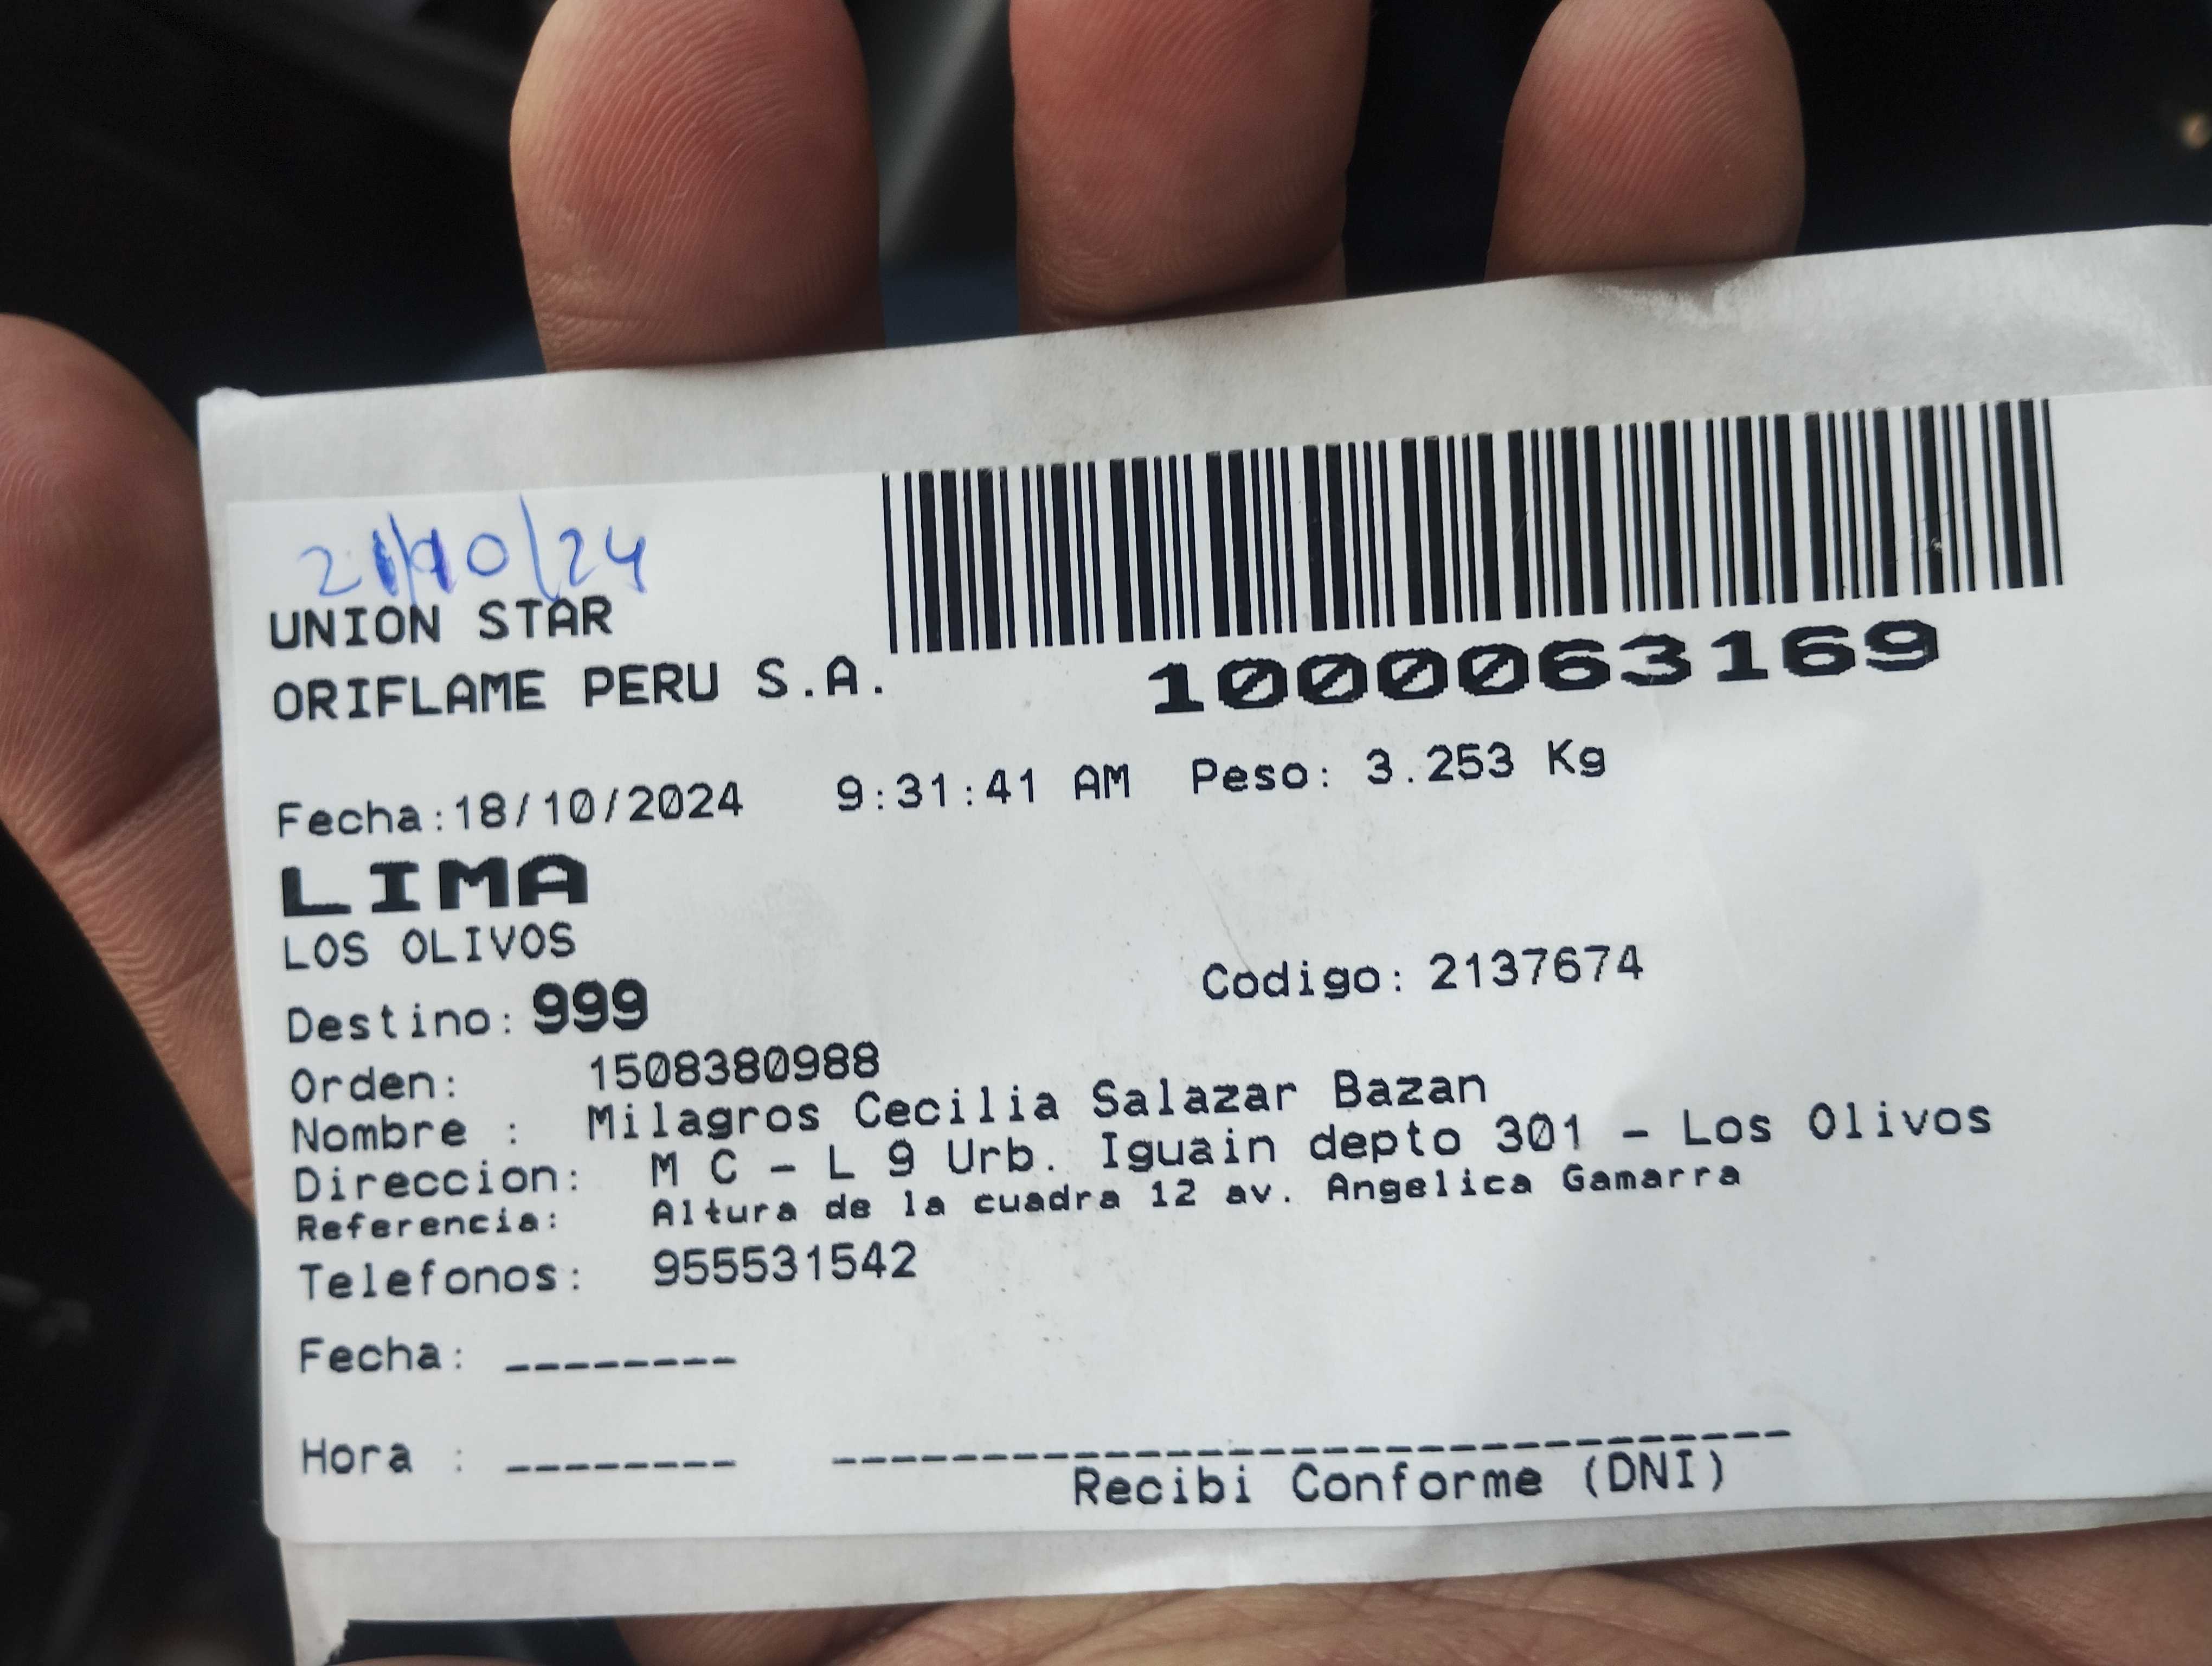 21/10/24
UNION STAR
ORIFLAME PERU S.A.
1000063169
Fecha:18/10/2024 9:31:41 AM Peso: 3.253 Kg
LIMA
LOS OLIVOS
Destino: 999 Codigo: 2137674
Orden: 1508380988
Nombre : Milagros Cecilia Salazar Bazan
Direccion: M C - L 9 Urb. Iguain depto 301 - Los Olivos
Referencia: Altura de la cuadra 12 av. Angelica Gamarra
Telefonos: 955531542
Fecha: ________
Hora : ________
Recibi Conforme (DNI)